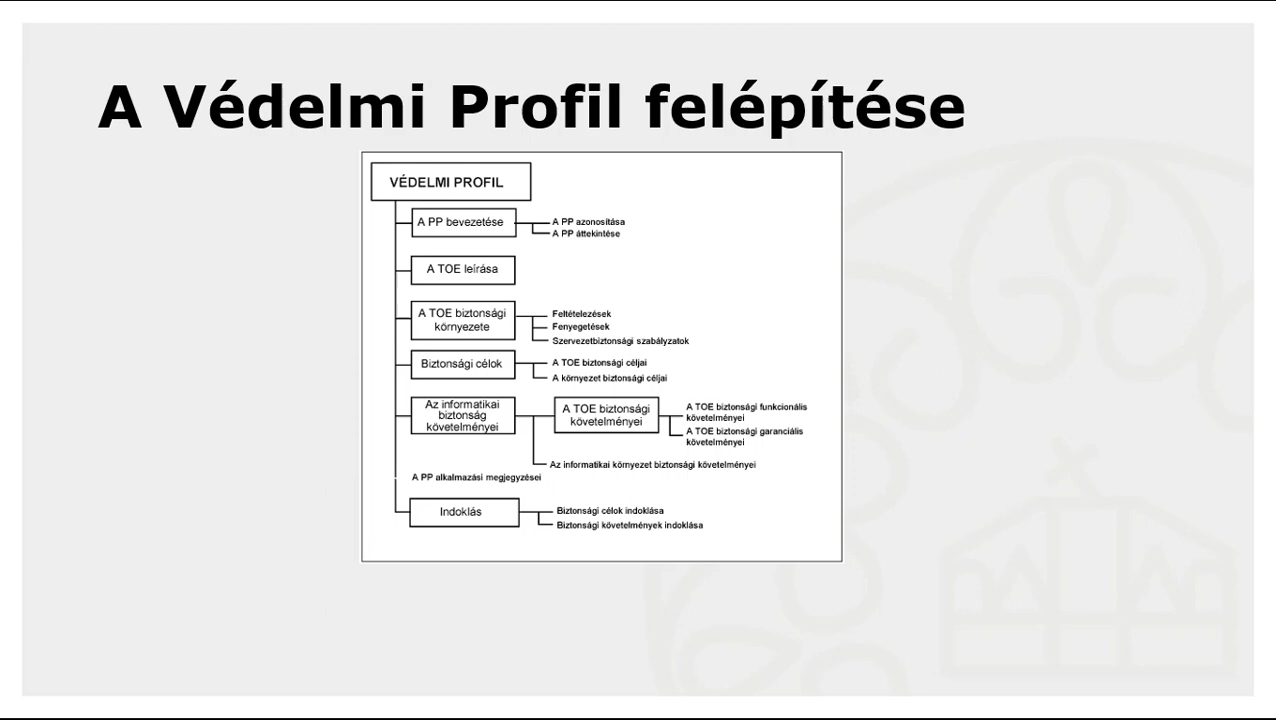 A Védelmi Profil felépítése
VÉDELMI PROFIL
A PP bevezetése
A PP azonosítása
A PP áttekintése
A TOE leírása
A TOE biztonsági
környezete
Feltételezések
Fenyegetések
Szervezetbiztonsági szabályzatok
Biztonsági célok
A TOE biztonsági céljai
A környezet biztonsági céljai
Az informatikai
biztonság
követelményei
A TOE biztonsági
követelményei
A TOE biztonsági funkcionális
követelményei
A TOE biztonsági garanciális
követelményei
Az informatikai környezet biztonsági követelményei
A PP alkalmazási megjegyzései
Indoklás
Biztonsági célok indoklása
Biztonsági követelmények indoklása